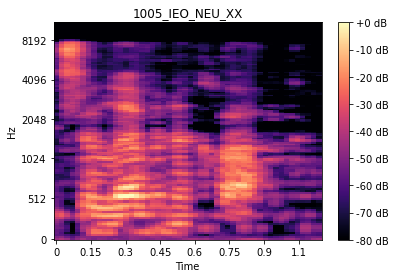 1005_IEO_NEU_XX
8192
4096
2048
1024
512
0
Hz
0
0.15
0.3
0.45
0.6
0.75
0.9
1.1
Time
+0 dB
-10 dB
-20 dB
-30 dB
-40 dB
-50 dB
-60 dB
-70 dB
-80 dB